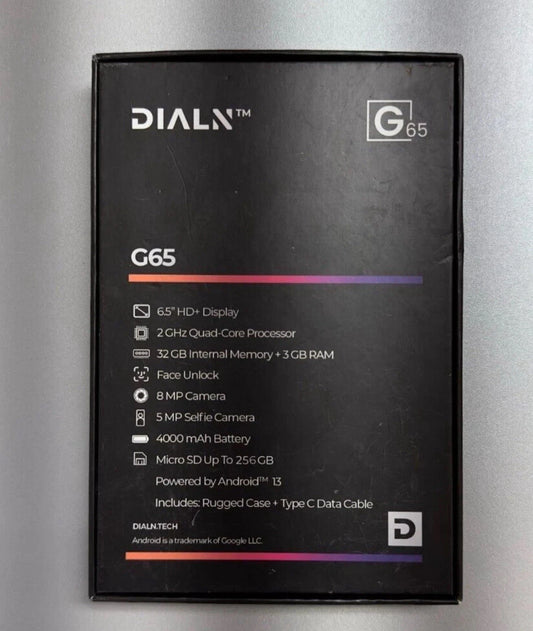 DIALN™
G65
G65
6.5" HD+ Display
2 GHz Quad-Core Processor
32 GB Internal Memory + 3 GB RAM
Face Unlock
8 MP Camera
5 MP Selfie Camera
4000 mAh Battery
Micro SD Up To 256 GB
Powered by Android™ 13
Includes: Rugged Case + Type C Data Cable
DIALN.TECH
Android is a trademark of Google LLC.
D